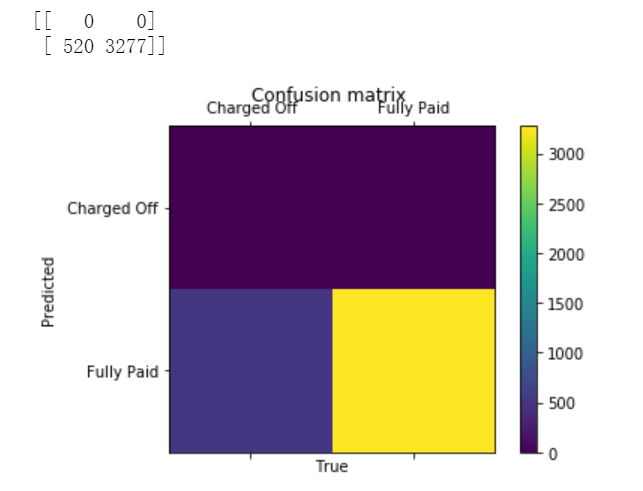 [[ 0 0]
[ 520 3277]]
Confusion matrix
Charged Off Fully Paid
Charged Off
Predicted
Fully Paid
True
3000
2500
2000
1500
1000
500
0